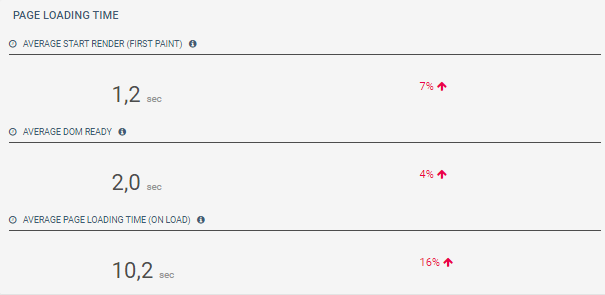 PAGE LOADING TIME
AVERAGE START RENDER (FIRST PAINT)
1,2 sec 7%
AVERAGE DOM READY
2,0 sec 4%
AVERAGE PAGE LOADING TIME (ON LOAD)
10,2 sec 16%